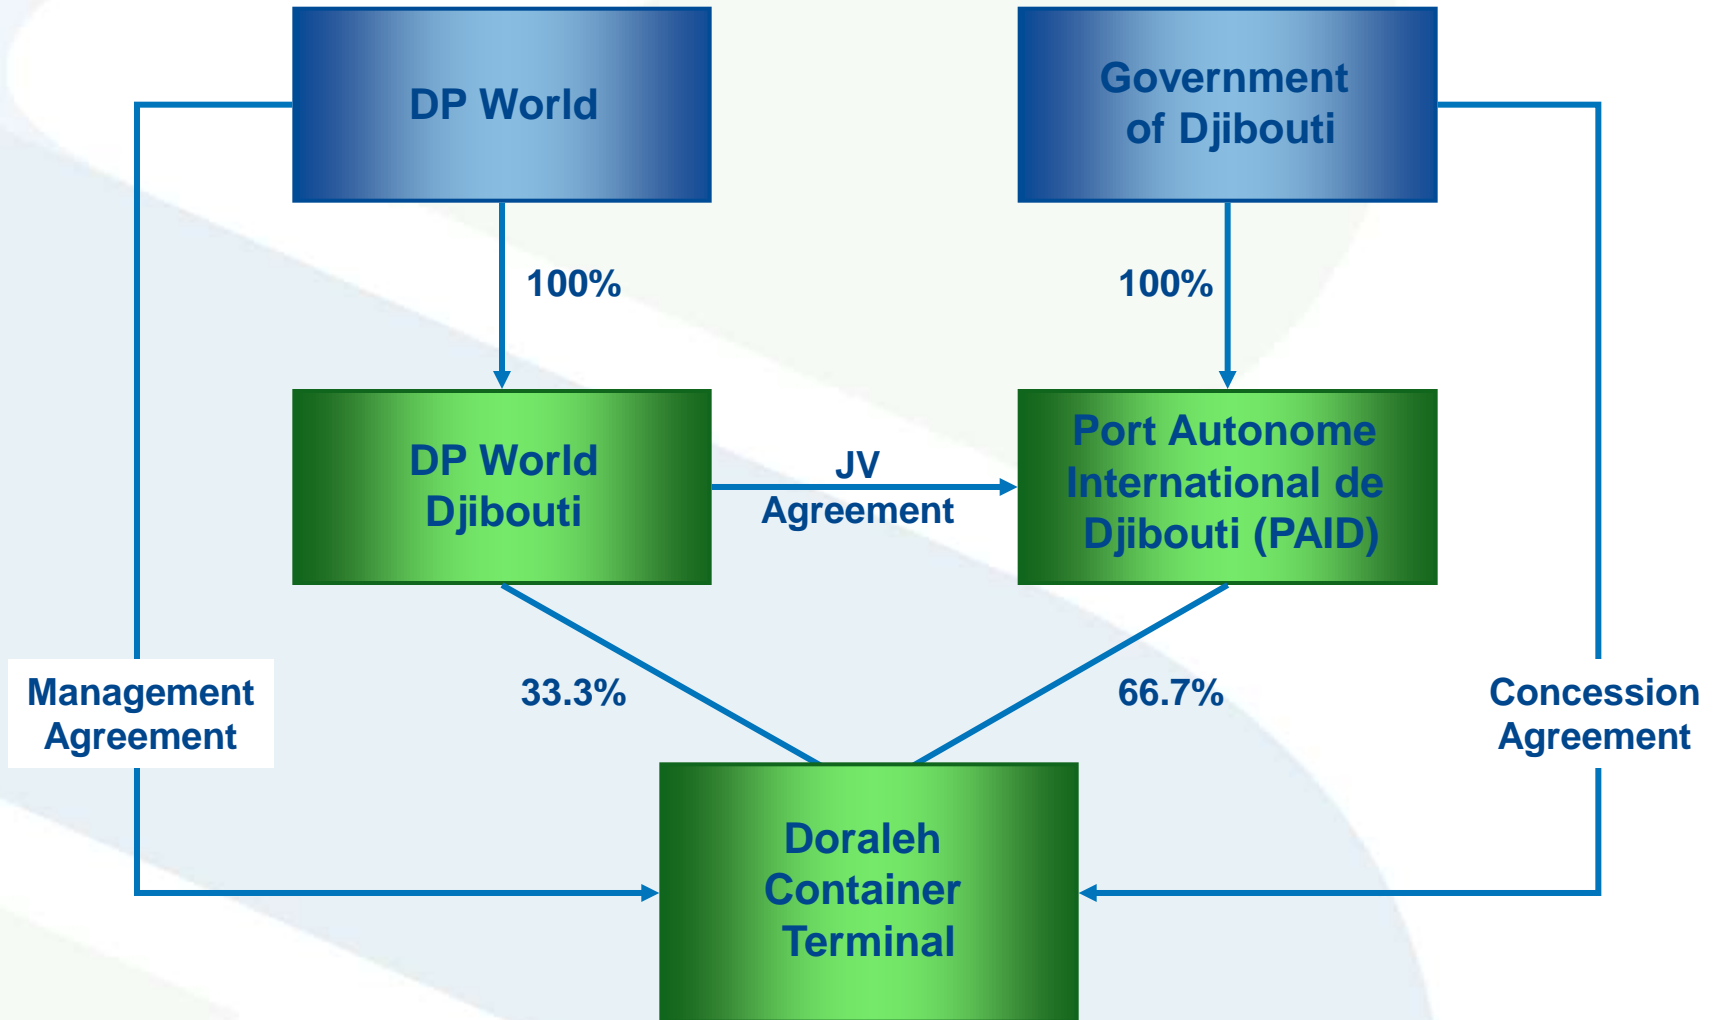 DP World
Government
of Djibouti
100%
100%
DP World
Djibouti
JV
Agreement
Port Autonome
International de
Djibouti (PAID)
Management
Agreement
33.3%
66.7%
Concession
Agreement
Doraleh
Container
Terminal